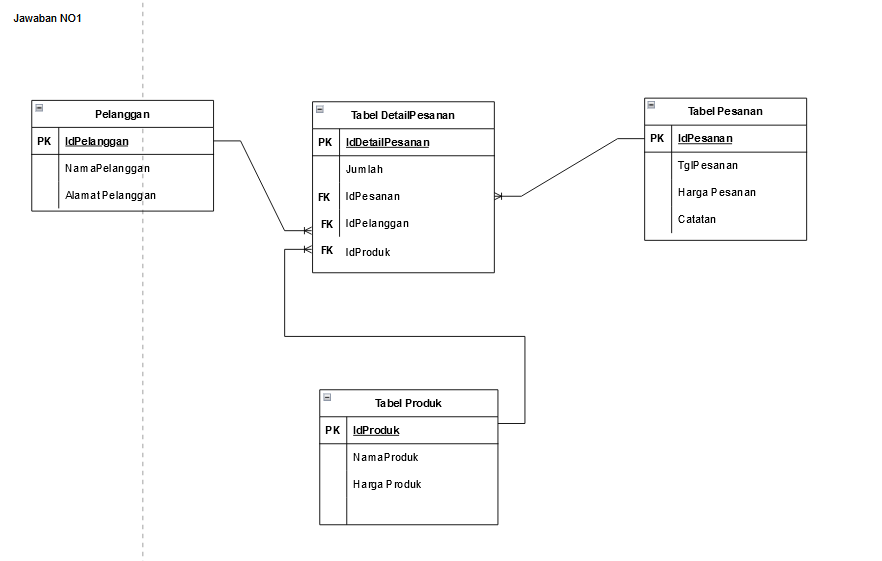 Jawaban NO1
Pelanggan
PK IdPelanggan
NamaPelanggan
Alamat Pelanggan
Tabel DetailPesanan
PK IdDetailPesanan
Jumlah
FK IdPesanan
FK IdPelanggan
FK IdProduk
Tabel Pesanan
PK IdPesanan
TglPesanan
Harga Pesanan
Catatan
Tabel Produk
PK IdProduk
NamaProduk
Harga Produk